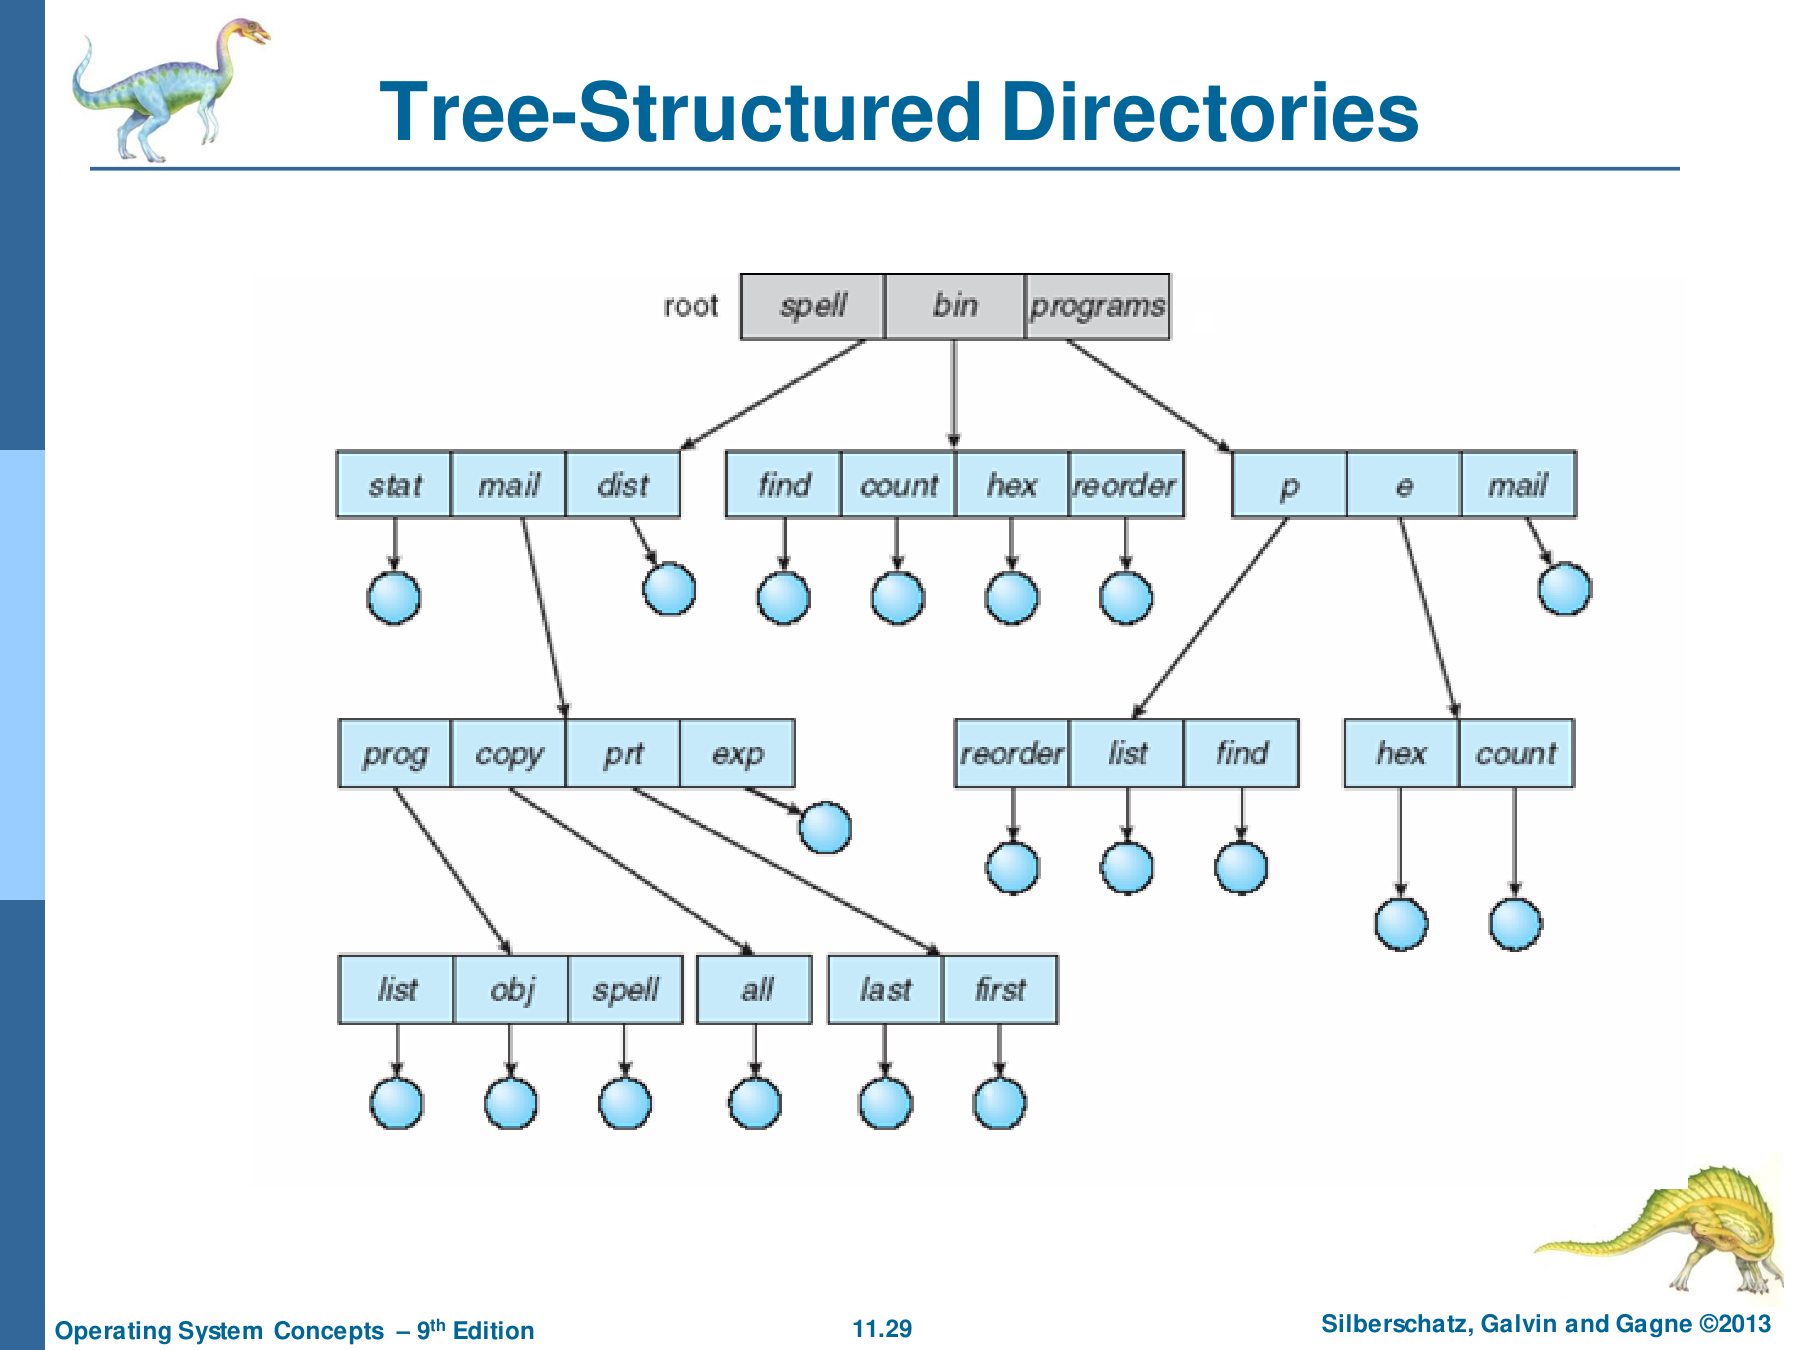 Tree-Structured Directories
root spell bin programs
stat mail dist find count hex reorder p e mail
prog copy prt exp reorder list find hex count
list obj spell all last first
Operating System Concepts – 9th Edition 11.29 Silberschatz, Galvin and Gagne ©2013